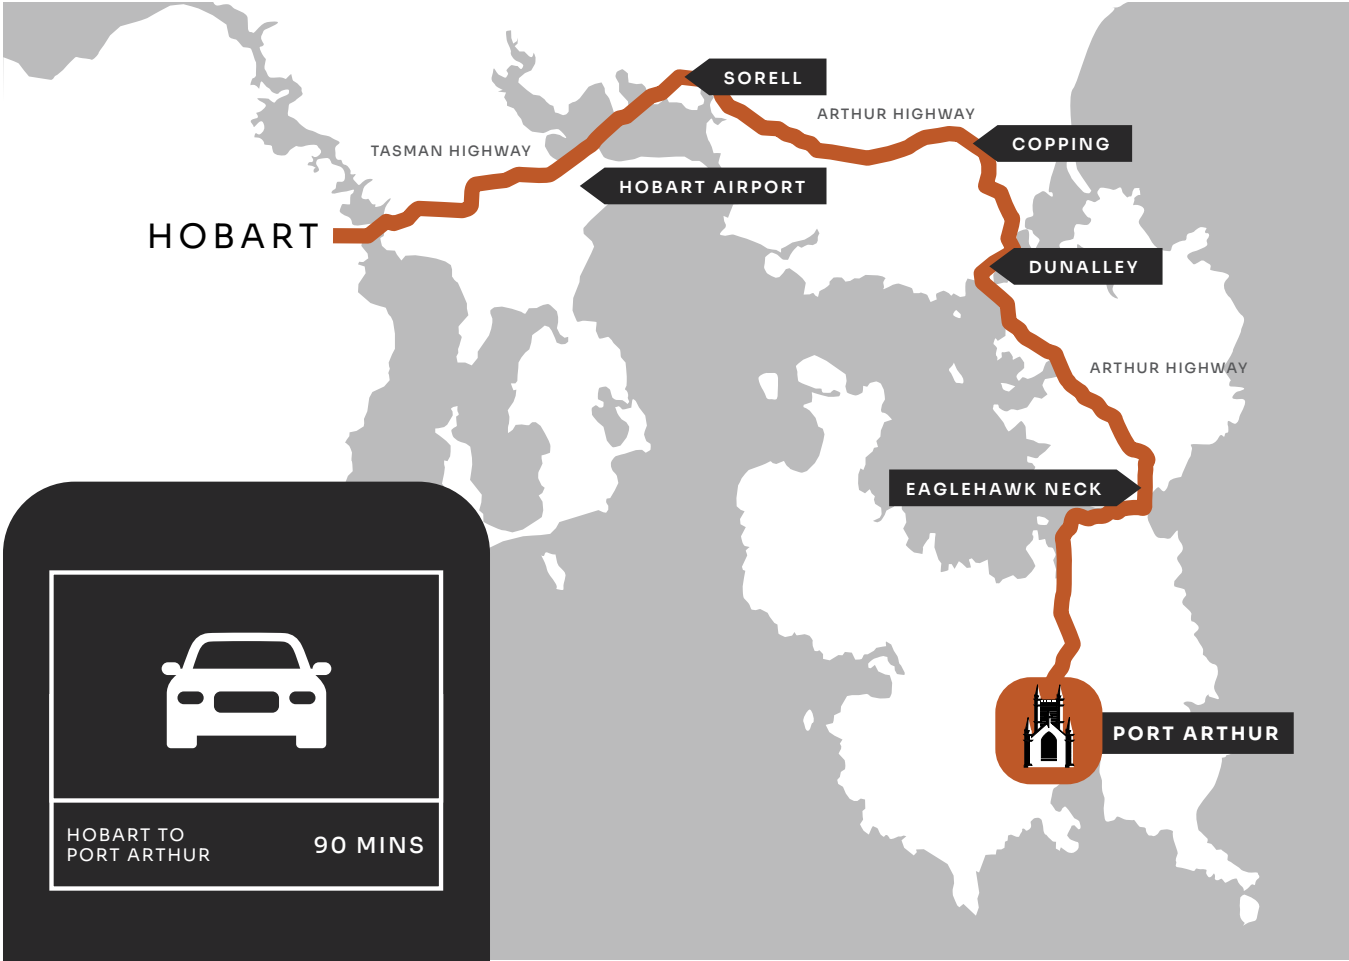 SORELL
ARTHUR HIGHWAY
COPPING
TASMAN HIGHWAY
HOBART AIRPORT
HOBART
DUNALLEY
ARTHUR HIGHWAY
EAGLEHAWK NECK
PORT ARTHUR
HOBART TO
PORT ARTHUR
90 MINS